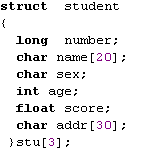 struct student
{
long number;
char name[20];
char sex;
int age;
float score;
char addr[30];
}stu[3];